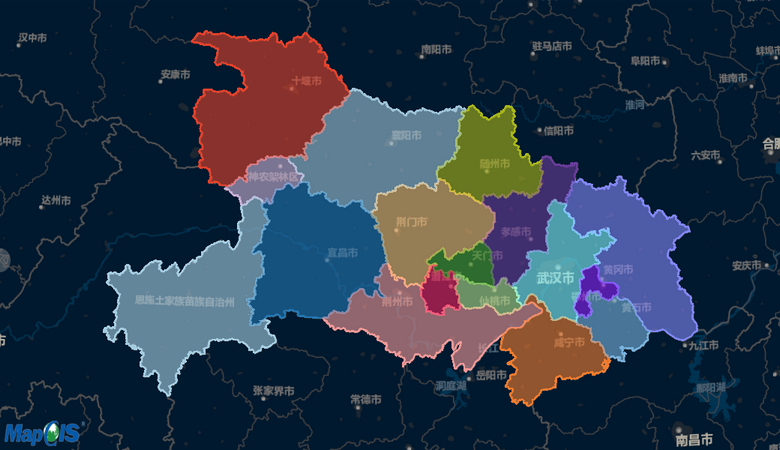 汉中市
南阳市
驻马店市
阜阳市
蚌埠市
安康市
十堰市
淮南市
淮河
襄阳市
信阳市
合肥
巴中市
六安市
随州市
神农架林区
达州市
荆门市
孝感市
宜昌市
天门市
武汉市
黄冈市
安庆市
恩施土家族苗族自治州
荆州市
仙桃市
鄂州市
黄石市
咸宁市
长江
九江市
岳阳市
洞庭湖
张家界市
常德市
鄱阳湖
南昌市
MapGIS